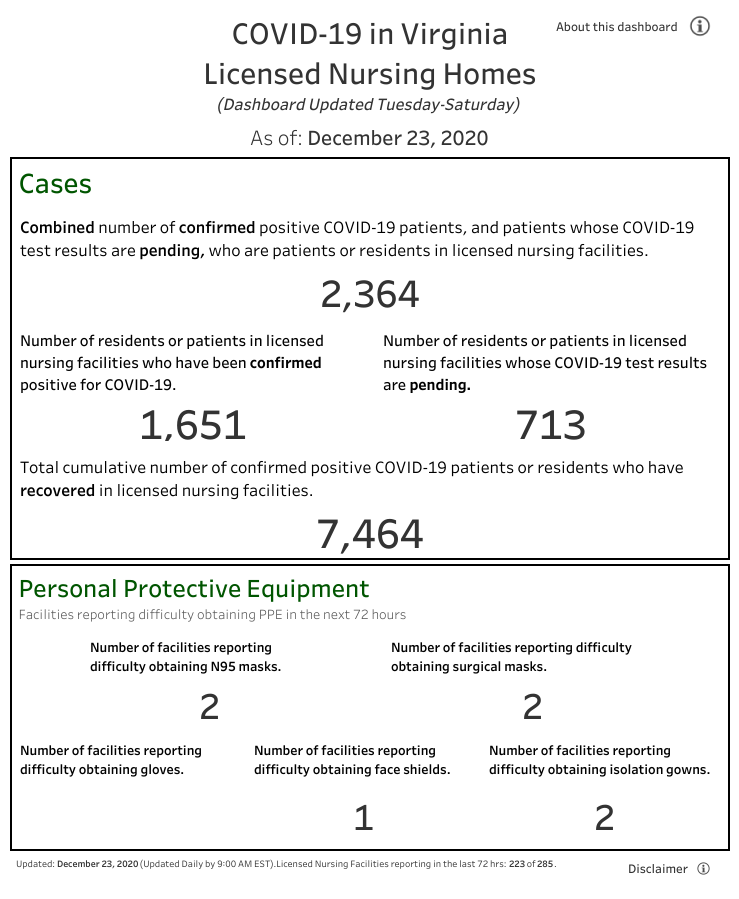 COVID-19 in Virginia
About this dashboard
Licensed Nursing Homes
(Dashboard Updated Tuesday-Saturday)
As of: December 23, 2020
Cases
Combined number of confirmed positive COVID-19 patients, and patients whose COVID-19
test results are pending, who are patients or residents in licensed nursing facilities.
2,364
Number of residents or patients in licensed
nursing facilities who have been confirmed
positive for COVID-19.
1,651
Number of residents or patients in licensed
nursing facilities whose COVID-19 test results
are pending.
713
Total cumulative number of confirmed positive COVID-19 patients or residents who have
recovered in licensed nursing facilities.
7,464
Personal Protective Equipment
Facilities reporting difficulty obtaining PPE in the next 72 hours
Number of facilities reporting
difficulty obtaining N95 masks.
2
Number of facilities reporting difficulty
obtaining surgical masks.
2
Number of facilities reporting
difficulty obtaining gloves.
Number of facilities reporting
difficulty obtaining face shields.
1
Number of facilities reporting
difficulty obtaining isolation gowns.
2
Updated: December 23, 2020 (Updated Daily by 9:00 AM EST).Licensed Nursing Facilities reporting in the last 72 hrs: 223 of 285.
Disclaimer